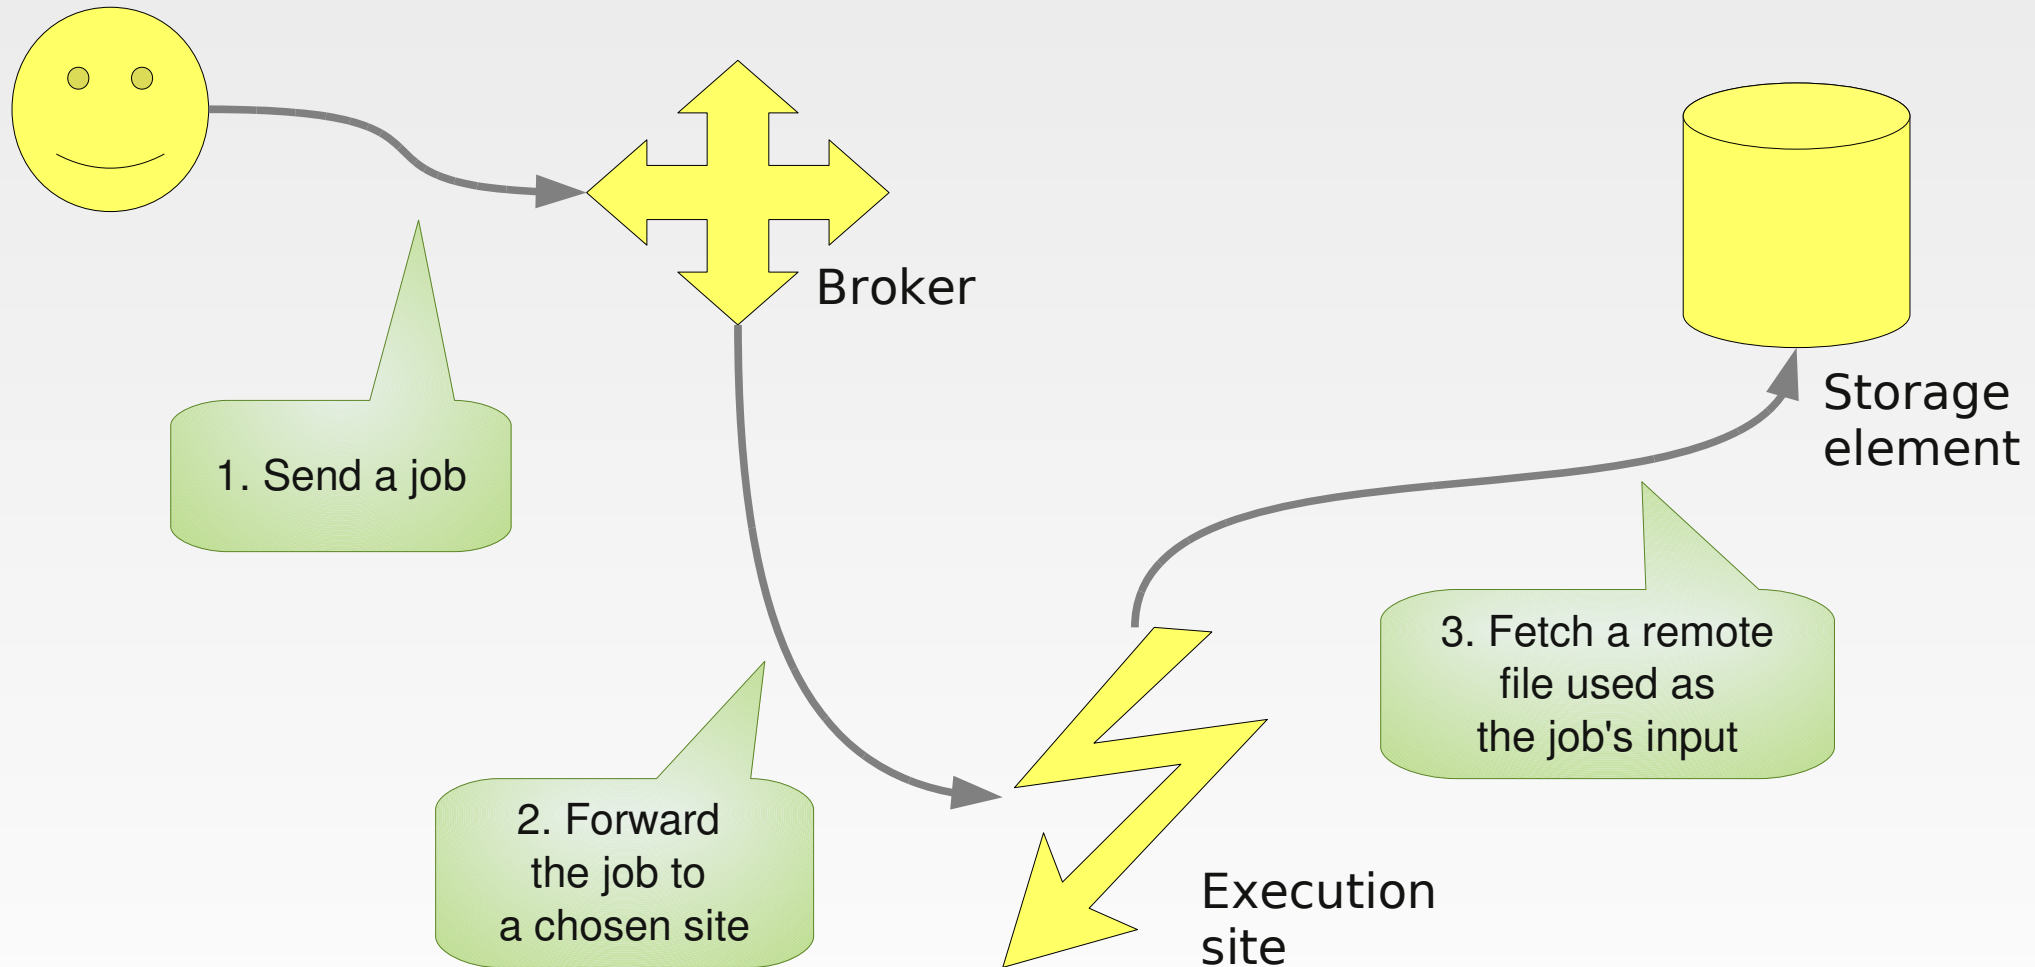 Broker
Storage
element
1. Send a job
3. Fetch a remote
file used as
the job's input
2. Forward
the job to
a chosen site
Execution
site